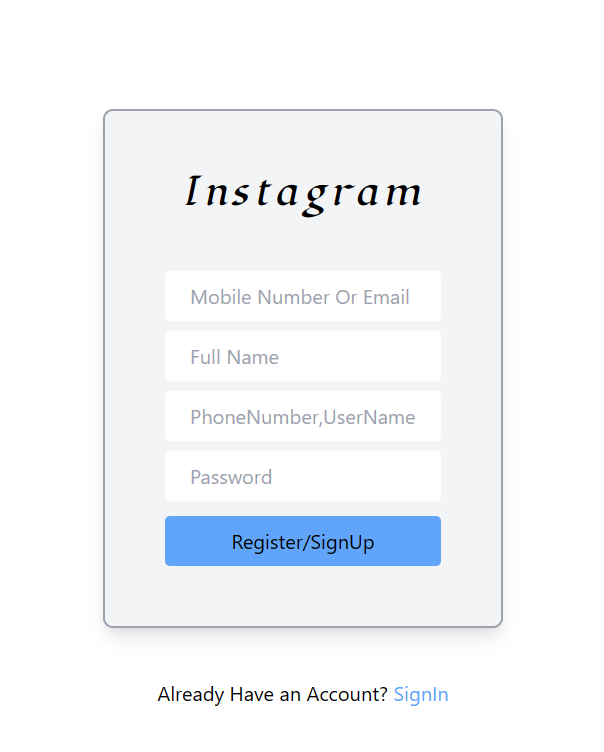 Instagram
Mobile Number Or Email
Full Name
PhoneNumber,UserName
Password
Register/SignUp
Already Have an Account? SignIn